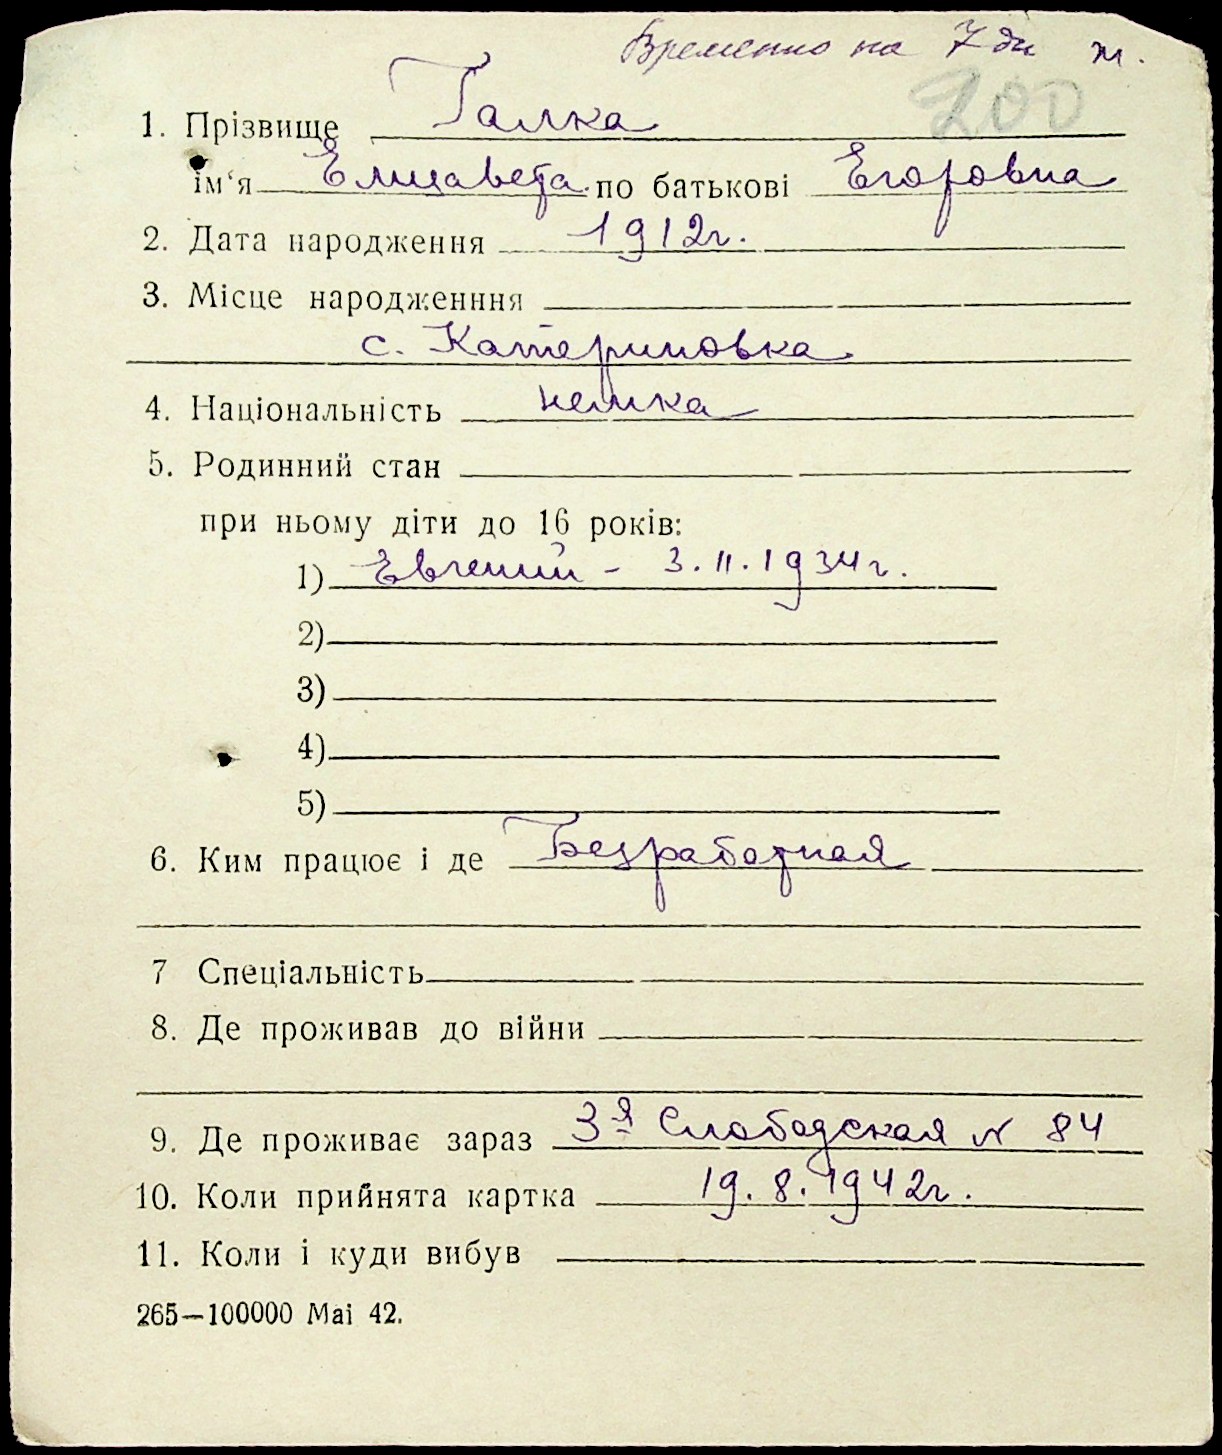 Временно на 7 дн
200
1. Прізвище Галка
ім'я Елизавета по батькові Егоровна
2. Дата народження 1912г.
3. Місце народженння
с. Катериновка
4. Національність немка
5. Родинний стан
при ньому діти до 16 років:
1) Евгений - 3.II.1934г.
2)
3)
4)
5)
6. Ким працює і де Безработная
7 Спеціальність
8. Де проживав до війни
9. Де проживає зараз 3я Слободская № 84
10. Коли прийнята картка 19.8.1942г.
11. Коли і куди вибув
265—100000 Маі 42.